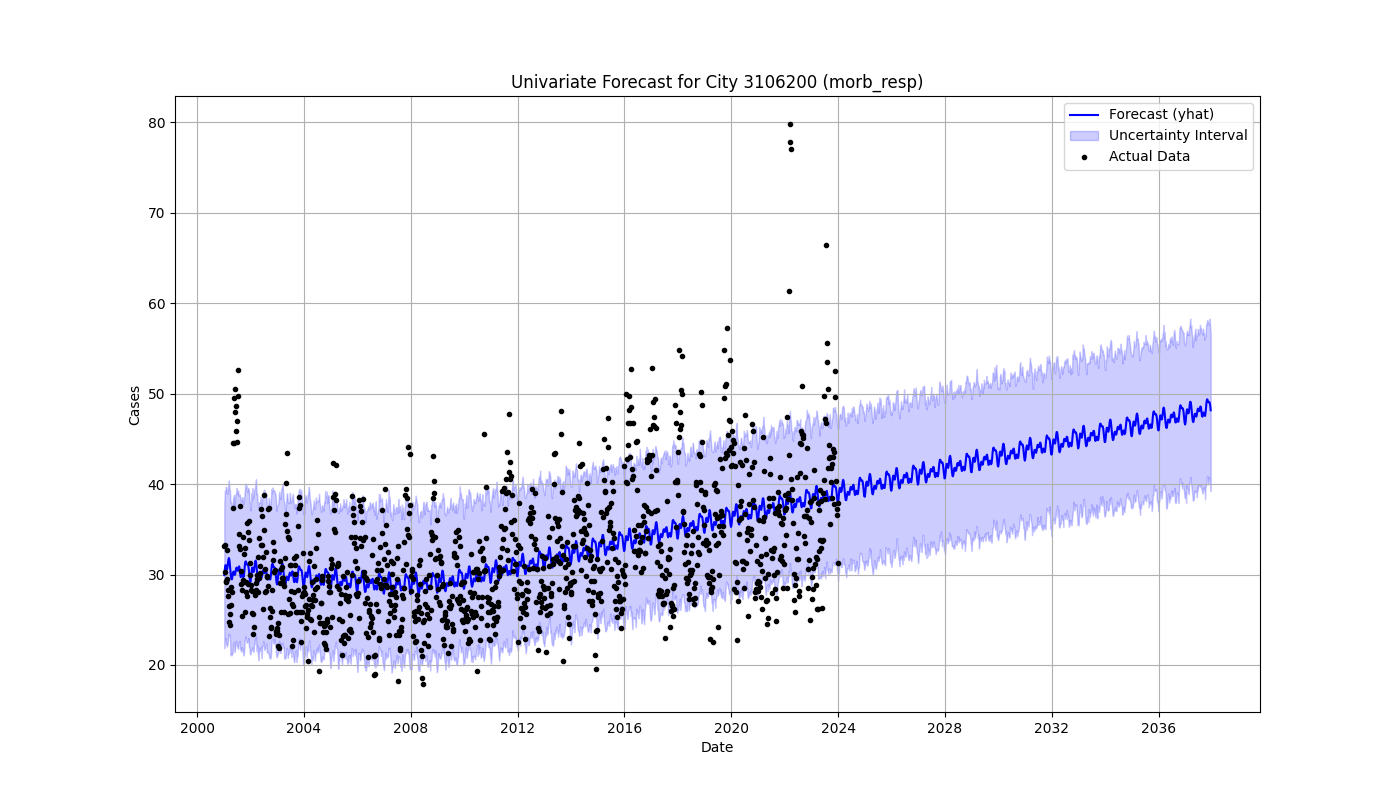 Univariate Forecast for City 3106200 (morb_resp)
Forecast (yhat)
Uncertainty Interval
Actual Data
Cases
80
70
60
50
40
30
20
2000 2004 2008 2012 2016 2020 2024 2028 2032 2036
Date